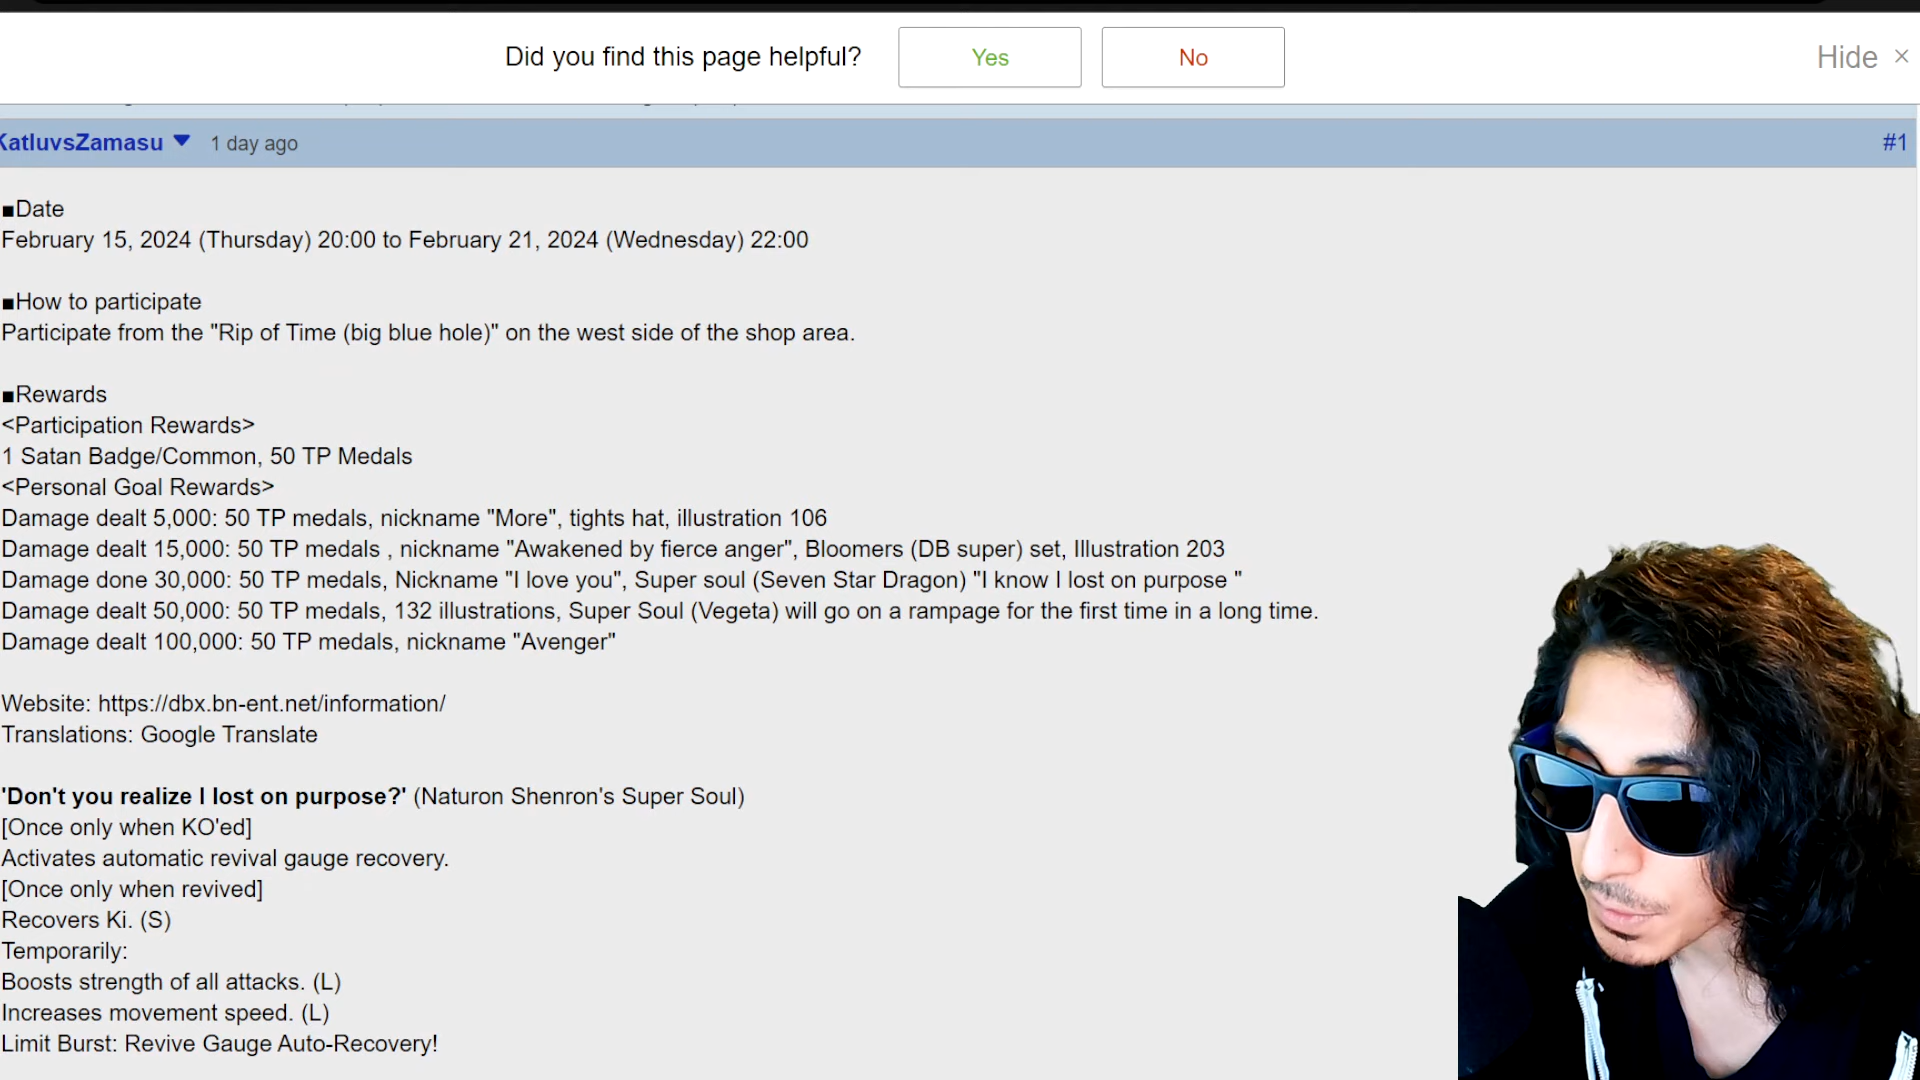 Did you find this page helpful?
Yes
No
Hide ×
KatluvsZamasu ▼ 1 day ago
#1
■Date
February 15, 2024 (Thursday) 20:00 to February 21, 2024 (Wednesday) 22:00
■How to participate
Participate from the "Rip of Time (big blue hole)" on the west side of the shop area.
■Rewards
<Participation Rewards>
1 Satan Badge/Common, 50 TP Medals
<Personal Goal Rewards>
Damage dealt 5,000: 50 TP medals, nickname "More", tights hat, illustration 106
Damage dealt 15,000: 50 TP medals , nickname "Awakened by fierce anger", Bloomers (DB super) set, Illustration 203
Damage done 30,000: 50 TP medals, Nickname "I love you", Super soul (Seven Star Dragon) "I know I lost on purpose "
Damage dealt 50,000: 50 TP medals, 132 illustrations, Super Soul (Vegeta) will go on a rampage for the first time in a long time.
Damage dealt 100,000: 50 TP medals, nickname "Avenger"
Website: https://dbx.bn-ent.net/information/
Translations: Google Translate
'Don't you realize I lost on purpose?' (Naturon Shenron's Super Soul)
[Once only when KO'ed]
Activates automatic revival gauge recovery.
[Once only when revived]
Recovers Ki. (S)
Temporarily:
Boosts strength of all attacks. (L)
Increases movement speed. (L)
Limit Burst: Revive Gauge Auto-Recovery!